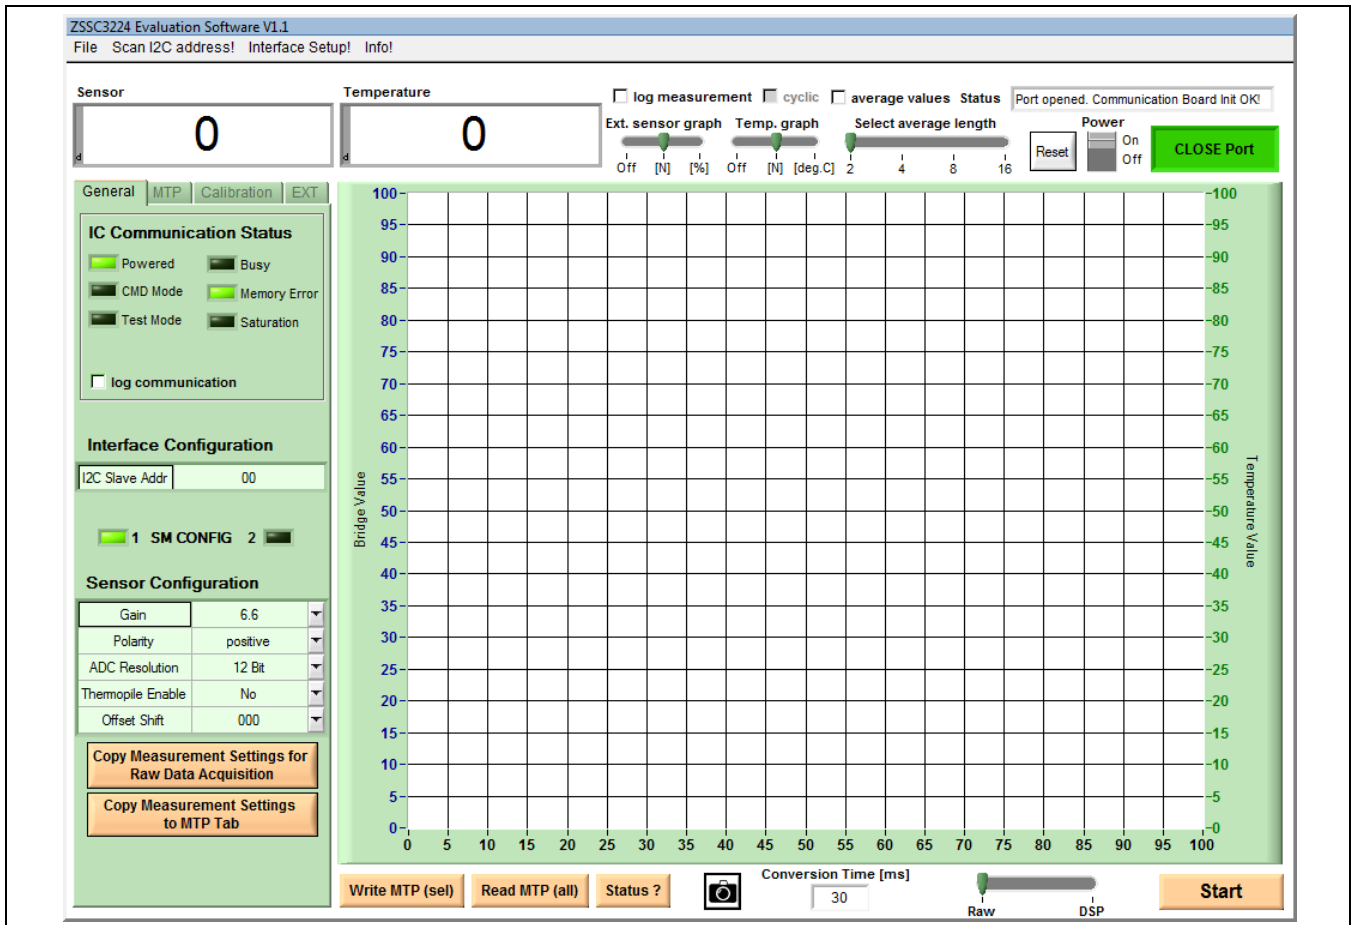 ZSSC3224 Evaluation Software V1.1
File Scan I2C address! Interface Setup! Info!
Sensor
Temperature
log measurement cyclic average values Status Port opened. Communication Board Init OK!
0
0
d
d
Ext. sensor graph Temp. graph Select average length
Off [N] [%] Off [N] [deg.C] 2 4 8 16
Reset
Power
On
Off
CLOSE Port
General MTP Calibration EXT
IC Communication Status
Powered Busy
CMD Mode Memory Error
Test Mode Saturation
log communication
Interface Configuration
I2C Slave Addr 00
1 SM CONFIG 2
Sensor Configuration
Gain 6.6
Polarity positive
ADC Resolution 12 Bit
Thermopile Enable No
Offset Shift 000
Copy Measurement Settings for
Raw Data Acquisition
Copy Measurement Settings
to MTP Tab
Bridge Value
100
95
90
85
80
75
70
65
60
55
50
45
40
35
30
25
20
15
10
5
0
0 5 10 15 20 25 30 35 40 45 50 55 60 65 70 75 80 85 90 95 100
100
95
90
85
80
75
70
65
60
55
50
45
40
35
30
25
20
15
10
5
0
Temperature Value
Write MTP (sel) Read MTP (all) Status ?
Conversion Time [ms]
30
Raw DSP
Start